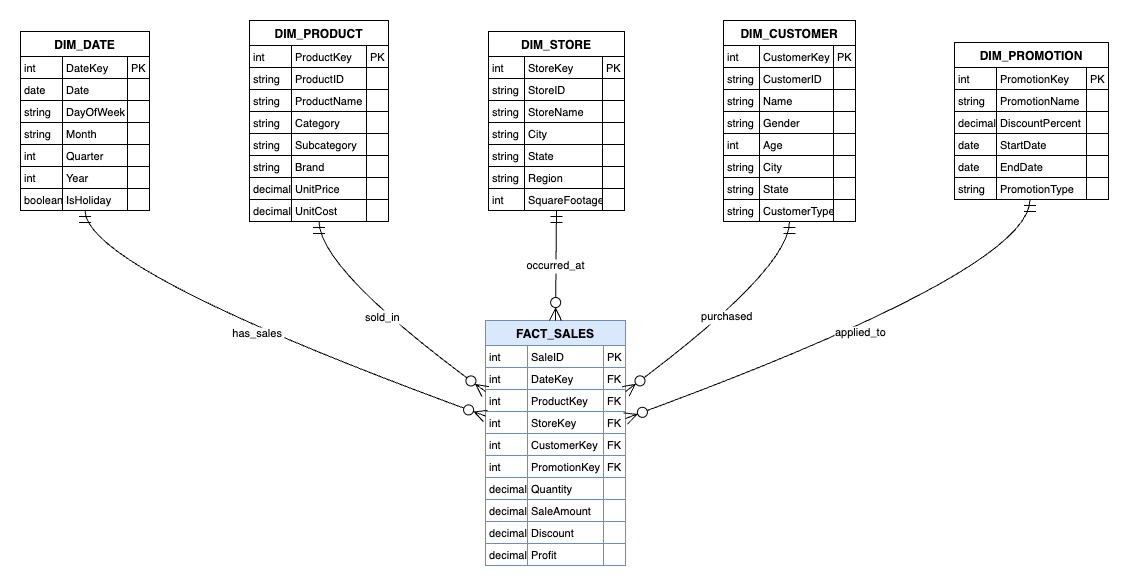 DIM_DATE
int DateKey PK
date Date
string DayOfWeek
string Month
int Quarter
int Year
boolean IsHoliday
DIM_PRODUCT
int ProductKey PK
string ProductID
string ProductName
string Category
string Subcategory
string Brand
decimal UnitPrice
decimal UnitCost
DIM_STORE
int StoreKey PK
string StoreID
string StoreName
string City
string State
string Region
int SquareFootage
DIM_CUSTOMER
int CustomerKey PK
string CustomerID
string Name
string Gender
int Age
string City
string State
string CustomerType
DIM_PROMOTION
int PromotionKey PK
string PromotionName
decimal DiscountPercent
date StartDate
date EndDate
string PromotionType
has_sales
sold_in
occurred_at
purchased
applied_to
FACT_SALES
int SaleID PK
int DateKey FK
int ProductKey FK
int StoreKey FK
int CustomerKey FK
int PromotionKey FK
decimal Quantity
decimal SaleAmount
decimal Discount
decimal Profit